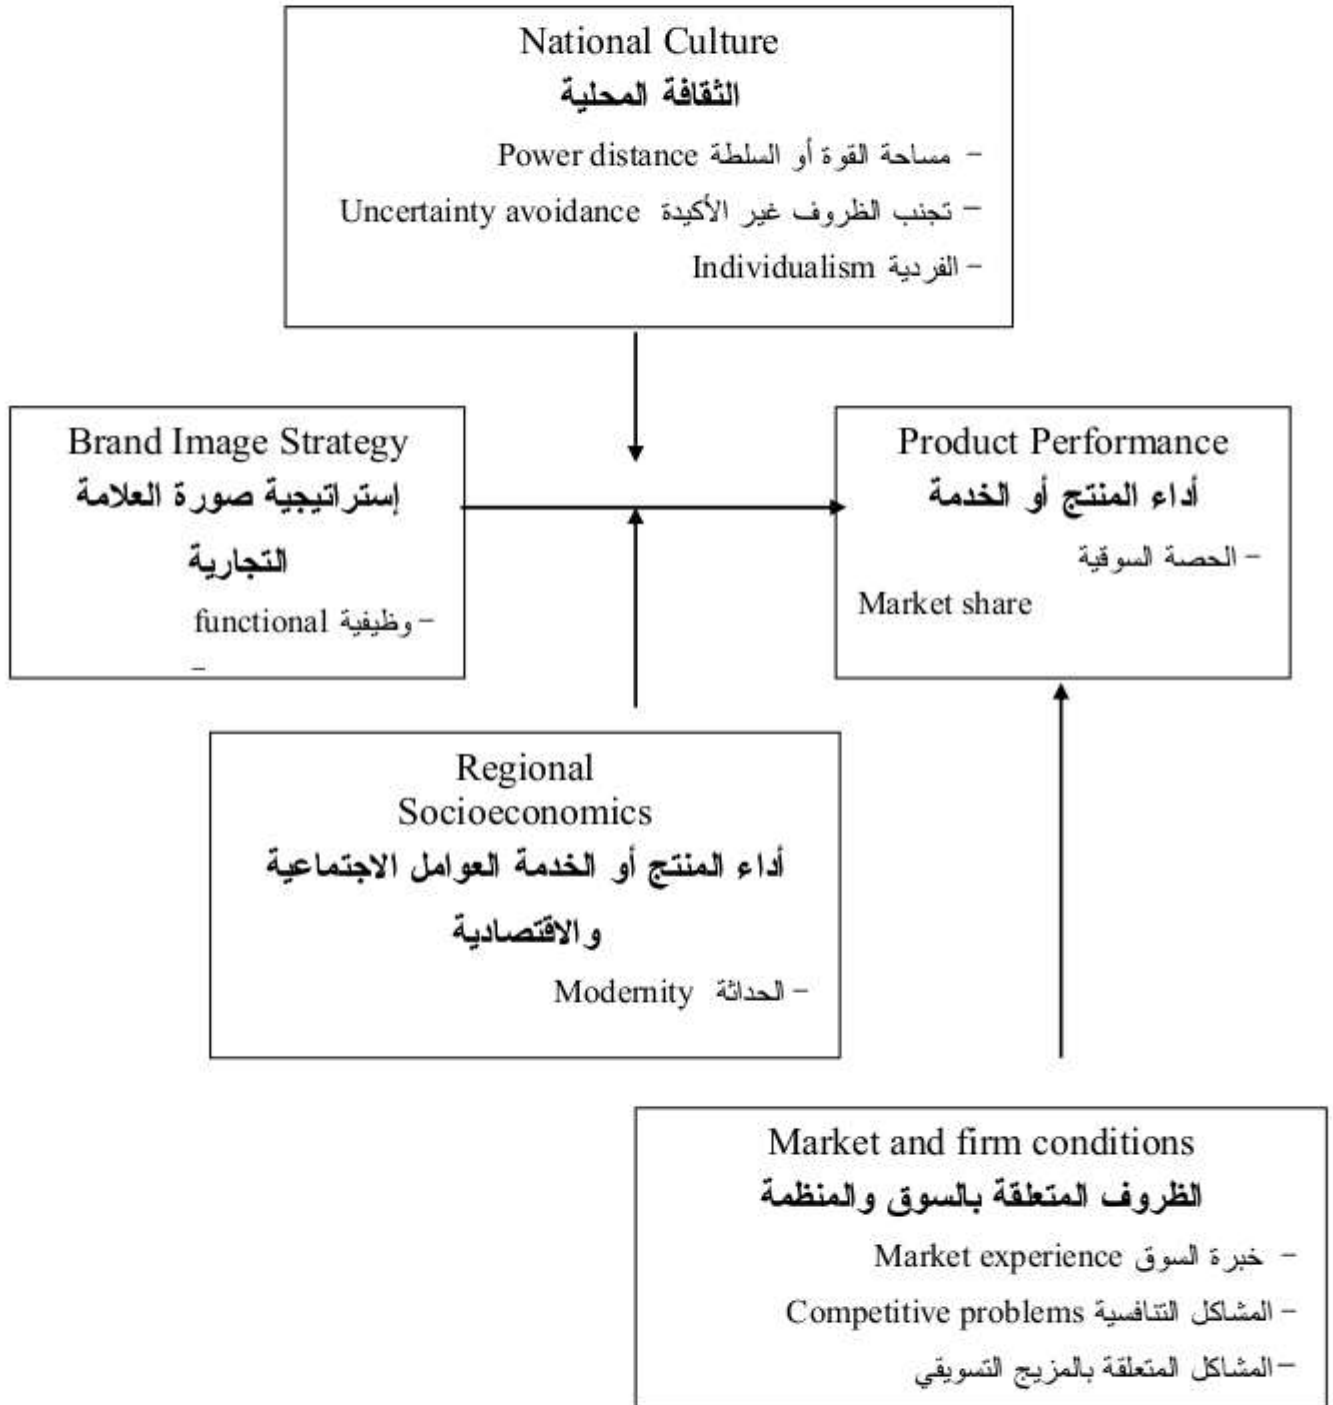 National Culture
الثقافة المحلية
- مساحة القوة أو السلطة Power distance
- تجنب الظروف غير الأكيدة Uncertainty avoidance
- الفردية Individualism
Brand Image Strategy
إستراتيجية صورة العلامة
التجارية
- وظيفية functional
-
Product Performance
أداء المنتج أو الخدمة
- الحصة السوقية
Market share
Regional
Socioeconomics
أداء المنتج أو الخدمة العوامل الاجتماعية
والاقتصادية
- الحداثة Modernity
Market and firm conditions
الظروف المتعلقة بالسوق والمنظمة
- خبرة السوق Market experience
- المشاكل التنافسية Competitive problems
- المشاكل المتعلقة بالمزيج التسويقي